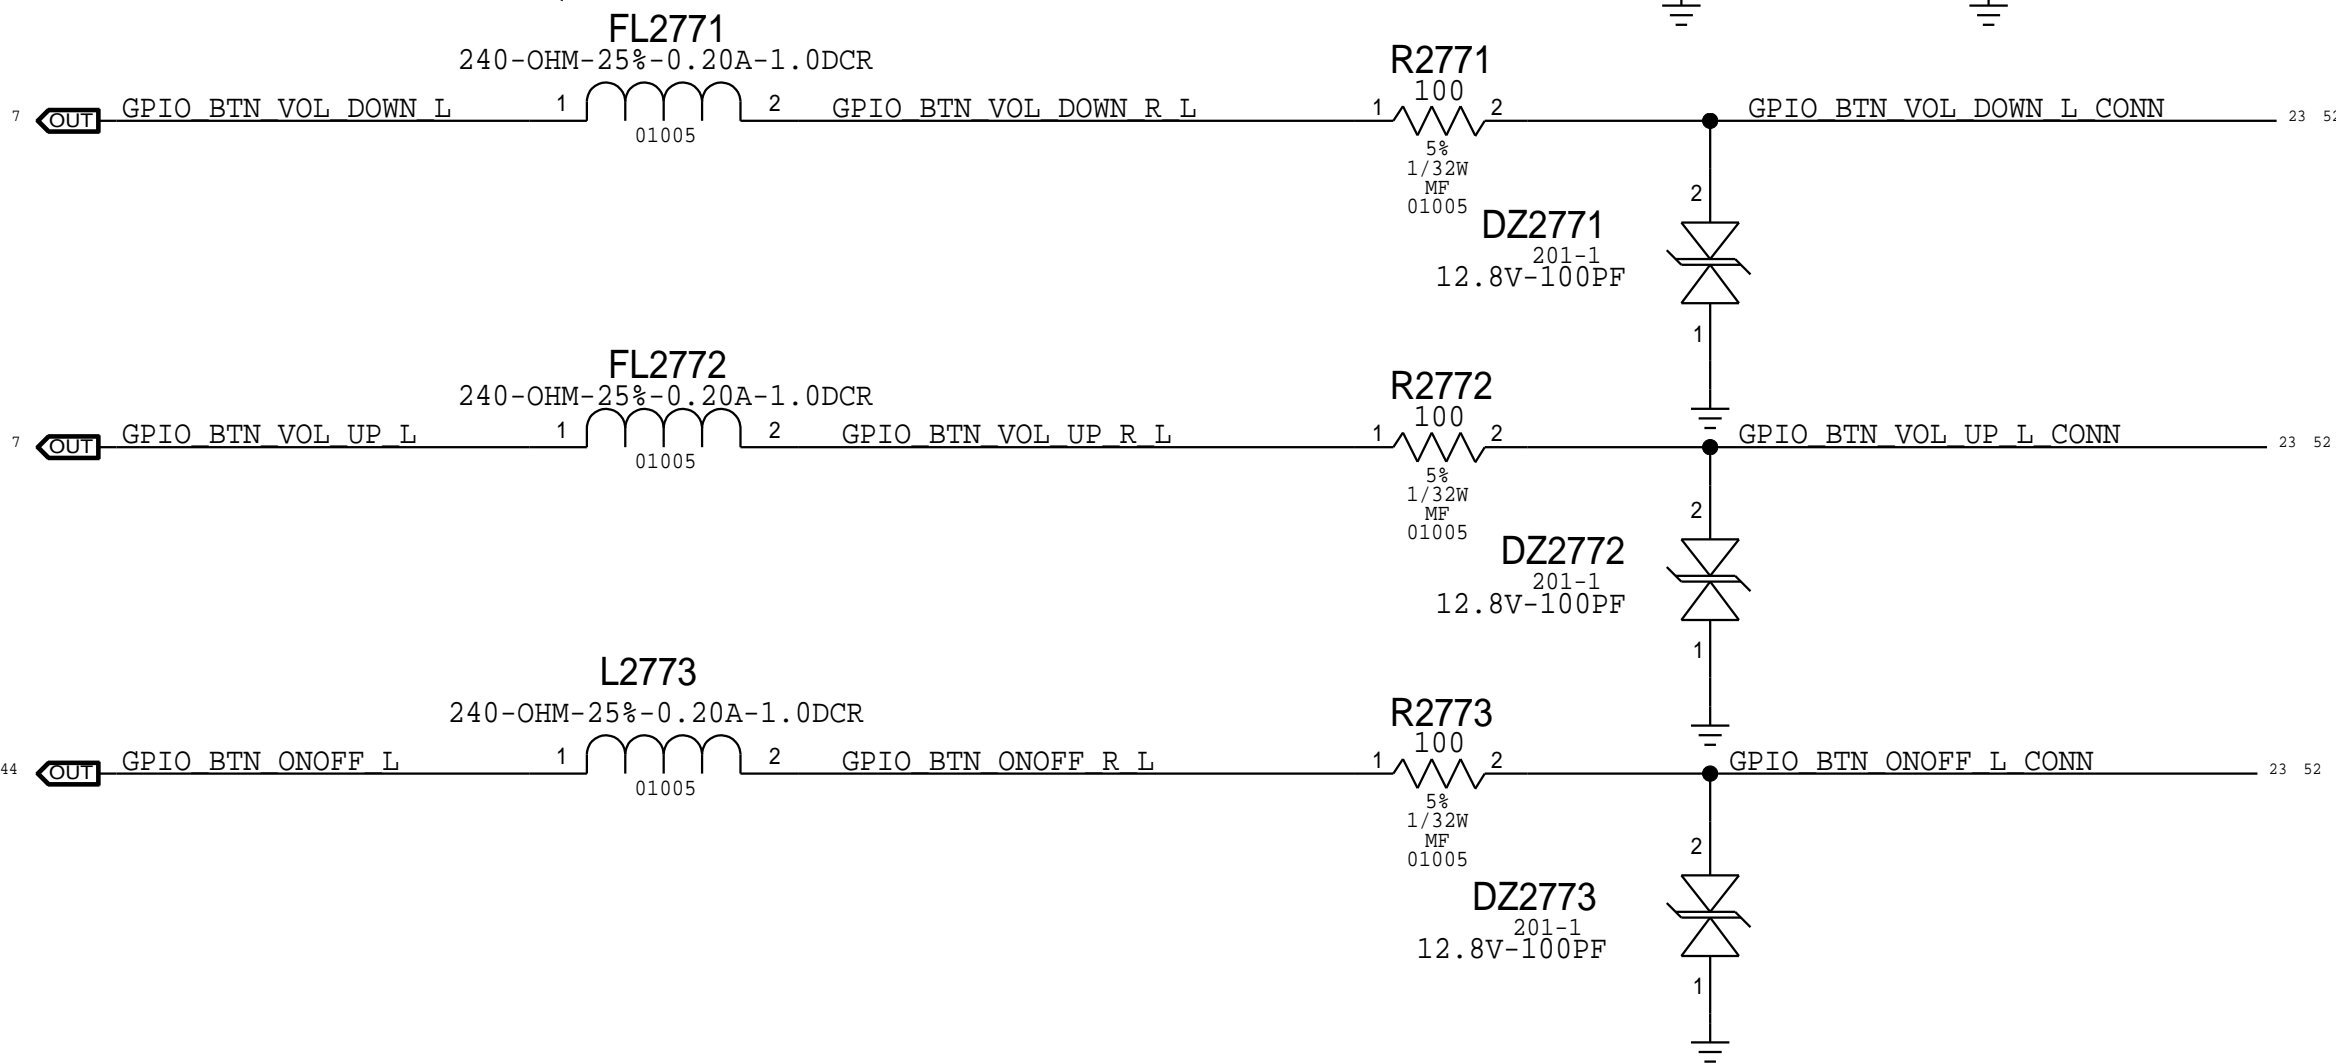 FL2771
240-OHM-25%-0.20A-1.0DCR
R2771
100
7 OUT GPIO_BTN_VOL_DOWN_L 1 2 GPIO_BTN_VOL_DOWN_R_L 1 2 GPIO_BTN_VOL_DOWN_L_CONN 23 52
01005
5%
1/32W
MF
01005
2
DZ2771
201-1
12.8V-100PF
1
FL2772
240-OHM-25%-0.20A-1.0DCR
R2772
100
7 OUT GPIO_BTN_VOL_UP_L 1 2 GPIO_BTN_VOL_UP_R_L 1 2 GPIO_BTN_VOL_UP_L_CONN 23 52
01005
5%
1/32W
MF
01005
2
DZ2772
201-1
12.8V-100PF
1
L2773
240-OHM-25%-0.20A-1.0DCR
R2773
100
44 OUT GPIO_BTN_ONOFF_L 1 2 GPIO_BTN_ONOFF_R_L 1 2 GPIO_BTN_ONOFF_L_CONN 23 52
01005
5%
1/32W
MF
01005
2
DZ2773
201-1
12.8V-100PF
1